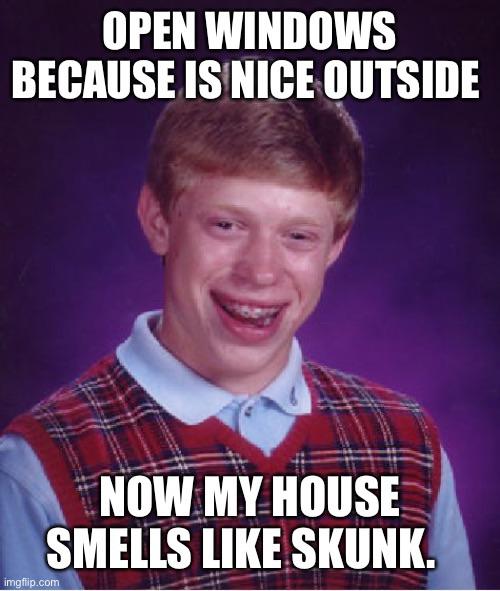 OPEN WINDOWS
BECAUSE IS NICE OUTSIDE
NOW MY HOUSE
SMELLS LIKE SKUNK.
imgflip.com